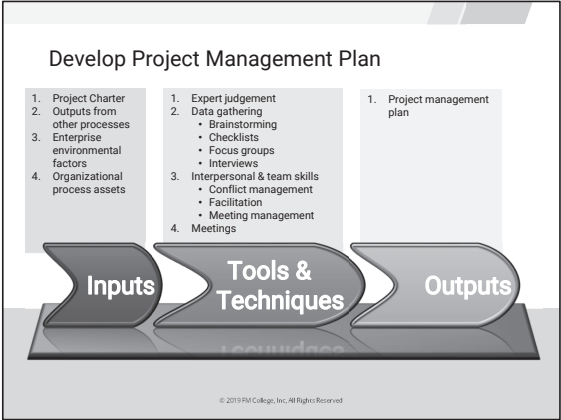 Develop Project Management Plan
1. Project Charter
2. Outputs from
other processes
3. Enterprise
environmental
factors
4. Organizational
process assets
1. Expert judgement
2. Data gathering
• Brainstorming
• Checklists
• Focus groups
• Interviews
3. Interpersonal & team skills
• Conflict management
• Facilitation
• Meeting management
4. Meetings
1. Project management
plan
Inputs
Tools &
Techniques
Outputs
© 2019 FM College, Inc, All Rights Reserved